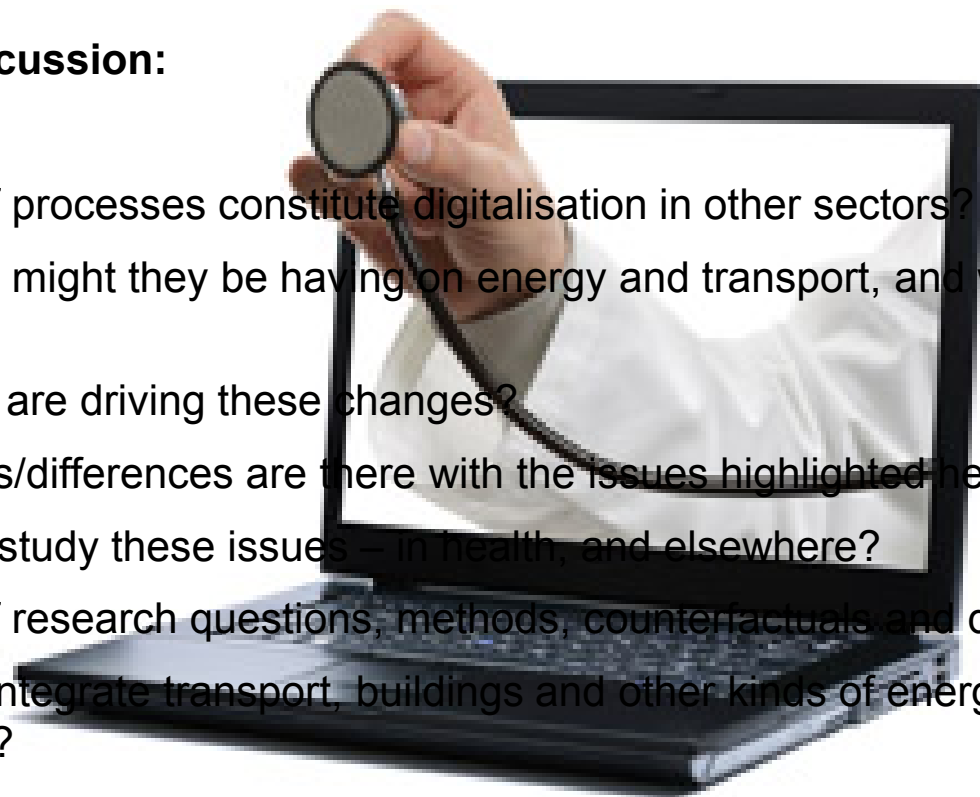 cussion:
processes constitute digitalisation in other sectors?
might they be having on energy and transport, and
are driving these changes?
s/differences are there with the issues highlighted he
study these issues – in health, and elsewhere?
research questions, methods, counterfactuals and c
ntegrate transport, buildings and other kinds of energ
?